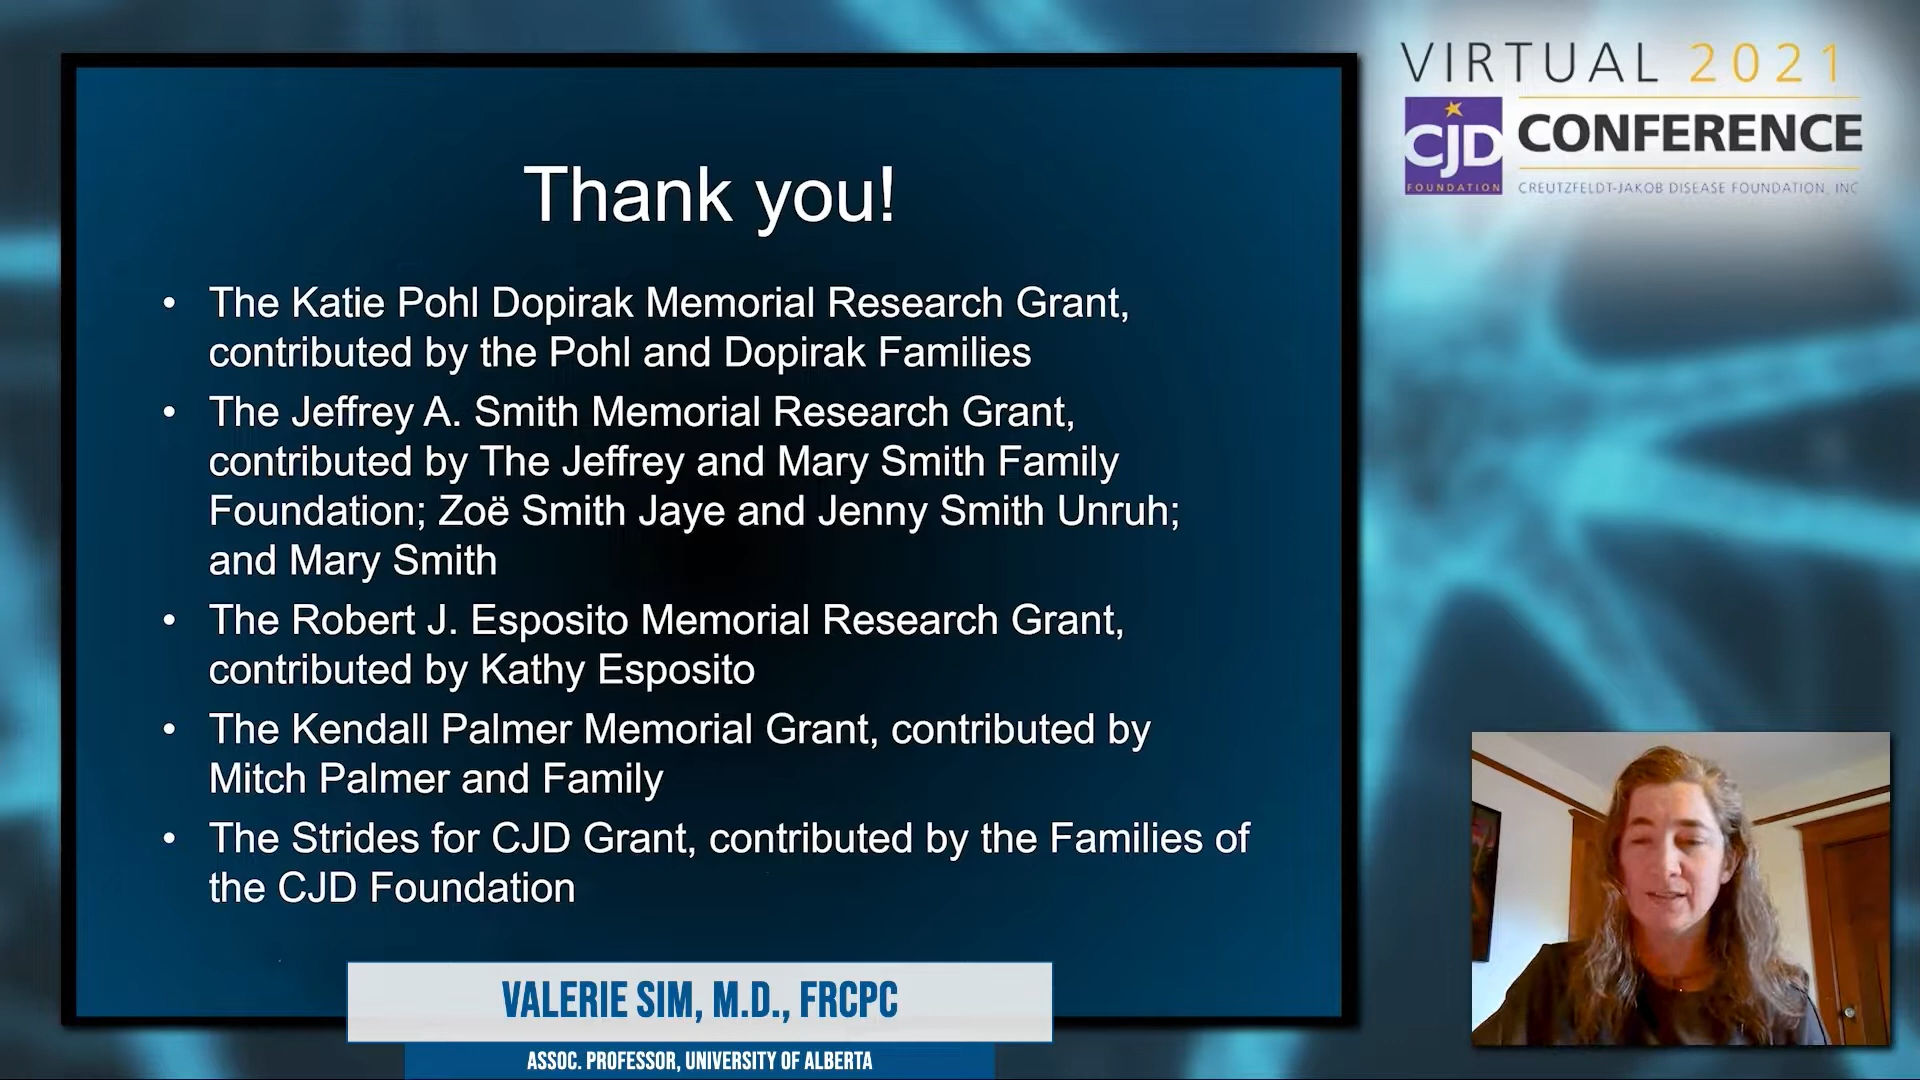 VIRTUAL 2021
CJD
FOUNDATION
CONFERENCE
CREUTZFELDT-JAKOB DISEASE FOUNDATION, INC
Thank you!
• The Katie Pohl Dopirak Memorial Research Grant,
contributed by the Pohl and Dopirak Families
• The Jeffrey A. Smith Memorial Research Grant,
contributed by The Jeffrey and Mary Smith Family
Foundation; Zoë Smith Jaye and Jenny Smith Unruh;
and Mary Smith
• The Robert J. Esposito Memorial Research Grant,
contributed by Kathy Esposito
• The Kendall Palmer Memorial Grant, contributed by
Mitch Palmer and Family
• The Strides for CJD Grant, contributed by the Families of
the CJD Foundation
VALERIE SIM, M.D., FRCPC
ASSOC. PROFESSOR, UNIVERSITY OF ALBERTA